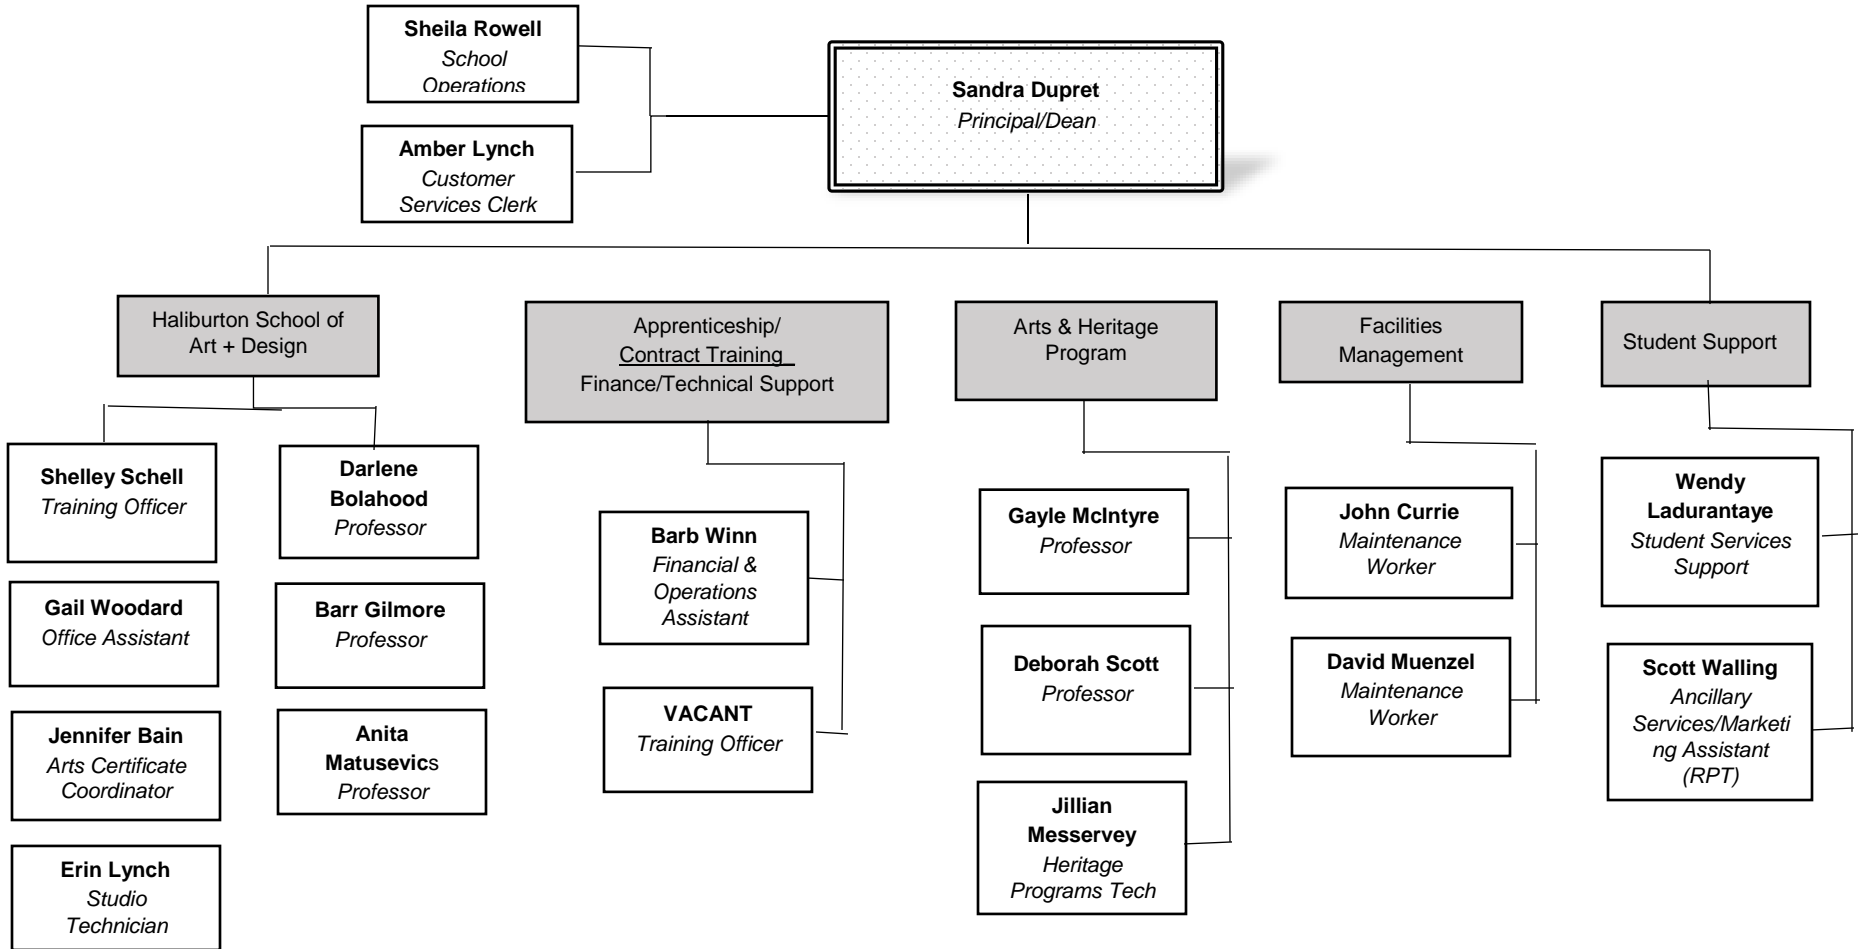 Sheila Rowell
School
Operations
Amber Lynch
Customer
Services Clerk
Sandra Dupret
Principal/Dean
Haliburton School of
Art + Design
Apprenticeship/
Contract Training
Finance/Technical Support
Arts & Heritage
Program
Facilities
Management
Student Support
Shelley Schell
Training Officer
Gail Woodard
Office Assistant
Jennifer Bain
Arts Certificate
Coordinator
Erin Lynch
Studio
Technician
Darlene
Bolahood
Professor
Barr Gilmore
Professor
Anita
Matusevics
Professor
Barb Winn
Financial &
Operations
Assistant
VACANT
Training Officer
Gayle McIntyre
Professor
Deborah Scott
Professor
Jillian
Messervey
Heritage
Programs Tech
John Currie
Maintenance
Worker
David Muenzel
Maintenance
Worker
Wendy
Ladurantaye
Student Services
Support
Scott Walling
Ancillary
Services/Marketi
ng Assistant
(RPT)